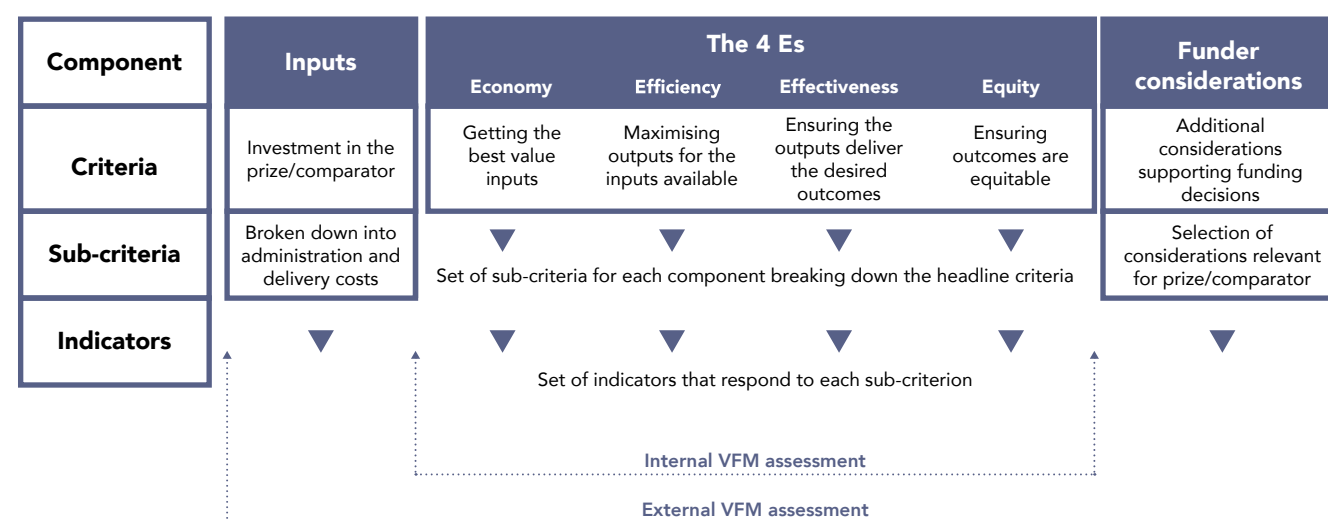 Component
Inputs
The 4 Es
Economy
Efficiency
Effectiveness
Equity
Funder
considerations
Criteria
Investment in the
prize/comparator
Getting the
best value
inputs
Maximising
outputs for the
inputs available
Ensuring the
outputs deliver
the desired
outcomes
Ensuring
outcomes are
equitable
Additional
considerations
supporting funding
decisions
Sub-criteria
Broken down into
administration and
delivery costs
Set of sub-criteria for each component breaking down the headline criteria
Selection of
considerations relevant
for prize/comparator
Indicators
Set of indicators that respond to each sub-criterion
Internal VFM assessment
External VFM assessment